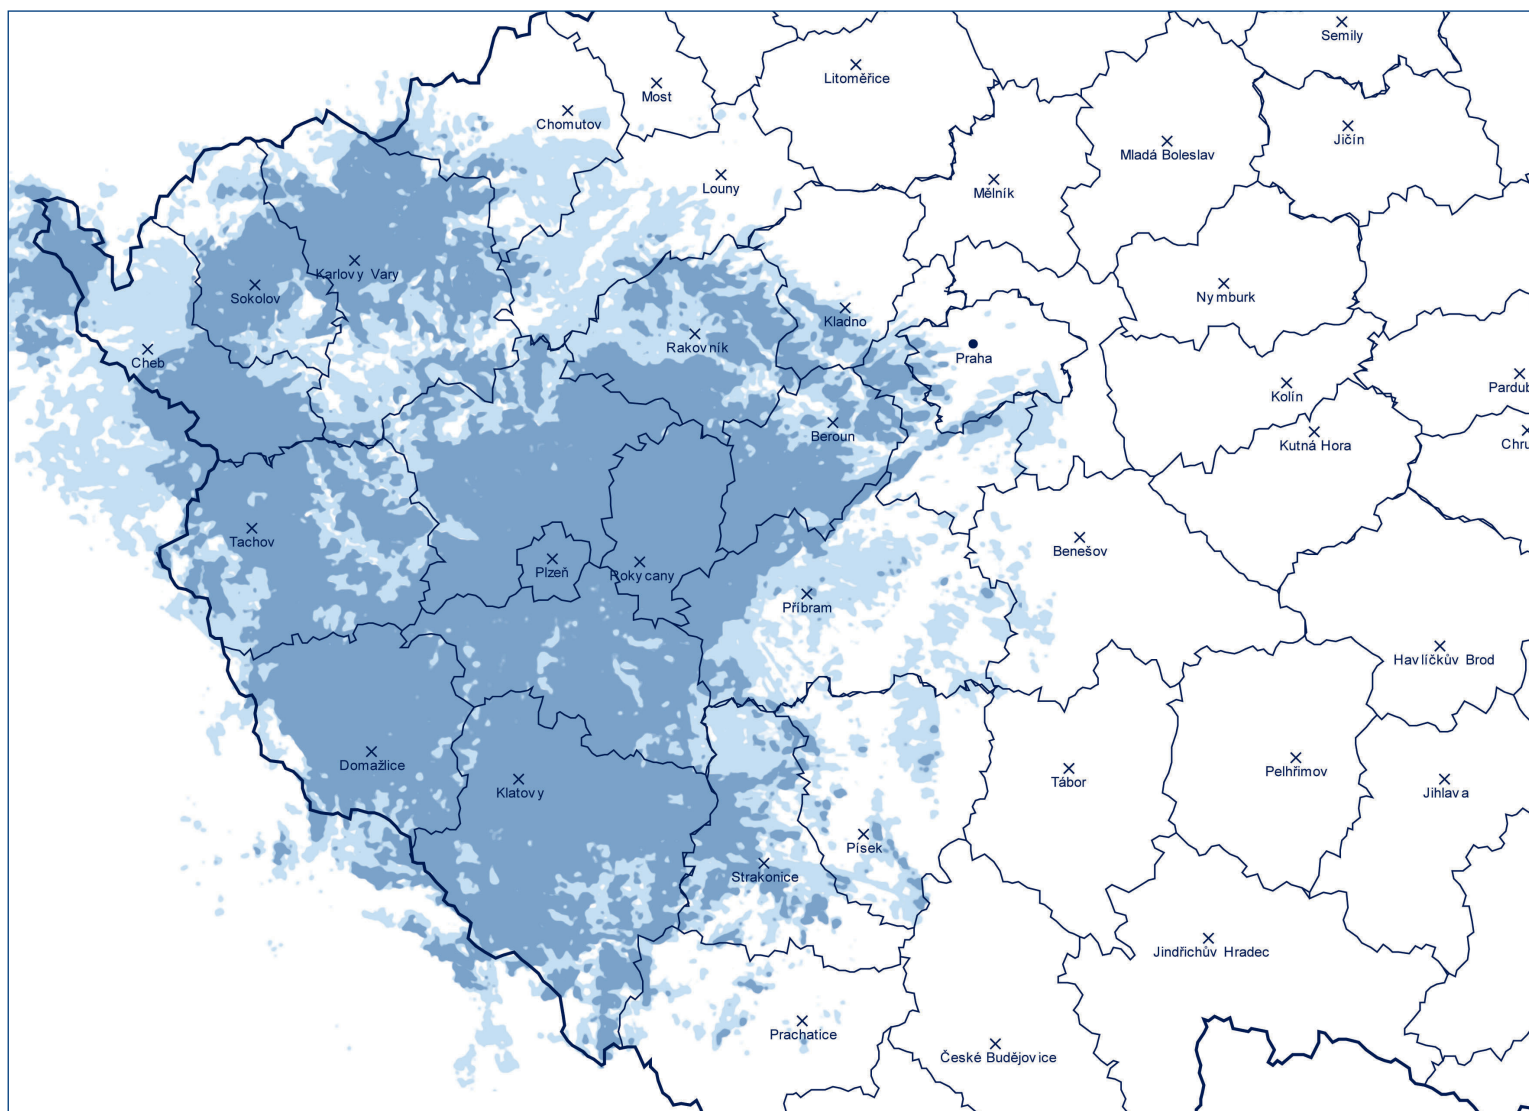 Semily
Litoměřice
Most
Chomutov
Jičín
Mladá Boleslav
Louny
Mělník
Karlovy Vary
Sokolov
Nymburk
Kladno
Rakovník
Cheb
Praha
Kolín
Pardub
Beroun
Kutná Hora
Chru
Tachov
Benešov
Plzeň
Rokycany
Příbram
Havlíčkův Brod
Domažlice
Klatovy
Tábor
Pelhřimov
Jihlava
Písek
Strakonice
Jindřichův Hradec
Prachatice
České Budějovice